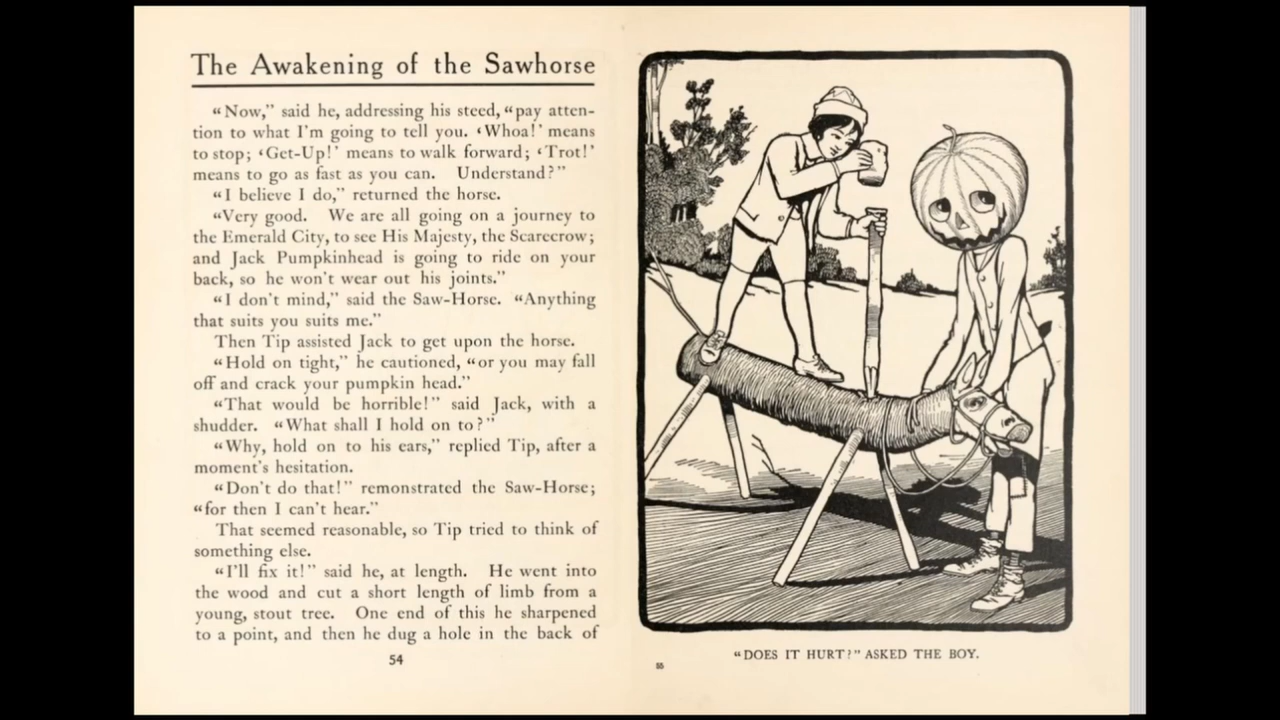 The Awakening of the Sawhorse
“Now,” said he, addressing his steed, “pay atten-
tion to what I'm going to tell you. ‘Whoa!’ means
to stop; ‘Get-Up!’ means to walk forward; ‘Trot!’
means to go as fast as you can. Understand?”
“I believe I do,” returned the horse.
“Very good. We are all going on a journey to
the Emerald City, to see His Majesty, the Scarecrow;
and Jack Pumpkinhead is going to ride on your
back, so he won't wear out his joints.”
“I don't mind,” said the Saw-Horse. “Anything
that suits you suits me.”
Then Tip assisted Jack to get upon the horse.
“Hold on tight,” he cautioned, “or you may fall
off and crack your pumpkin head.”
“That would be horrible!” said Jack, with a
shudder. “What shall I hold on to?”
“Why, hold on to his ears,” replied Tip, after a
moment's hesitation.
“Don't do that!” remonstrated the Saw-Horse;
“for then I can't hear.”
That seemed reasonable, so Tip tried to think of
something else.
“I'll fix it!” said he, at length. He went into
the wood and cut a short length of limb from a
young, stout tree. One end of this he sharpened
to a point, and then he dug a hole in the back of
54
“DOES IT HURT?” ASKED THE BOY.
55